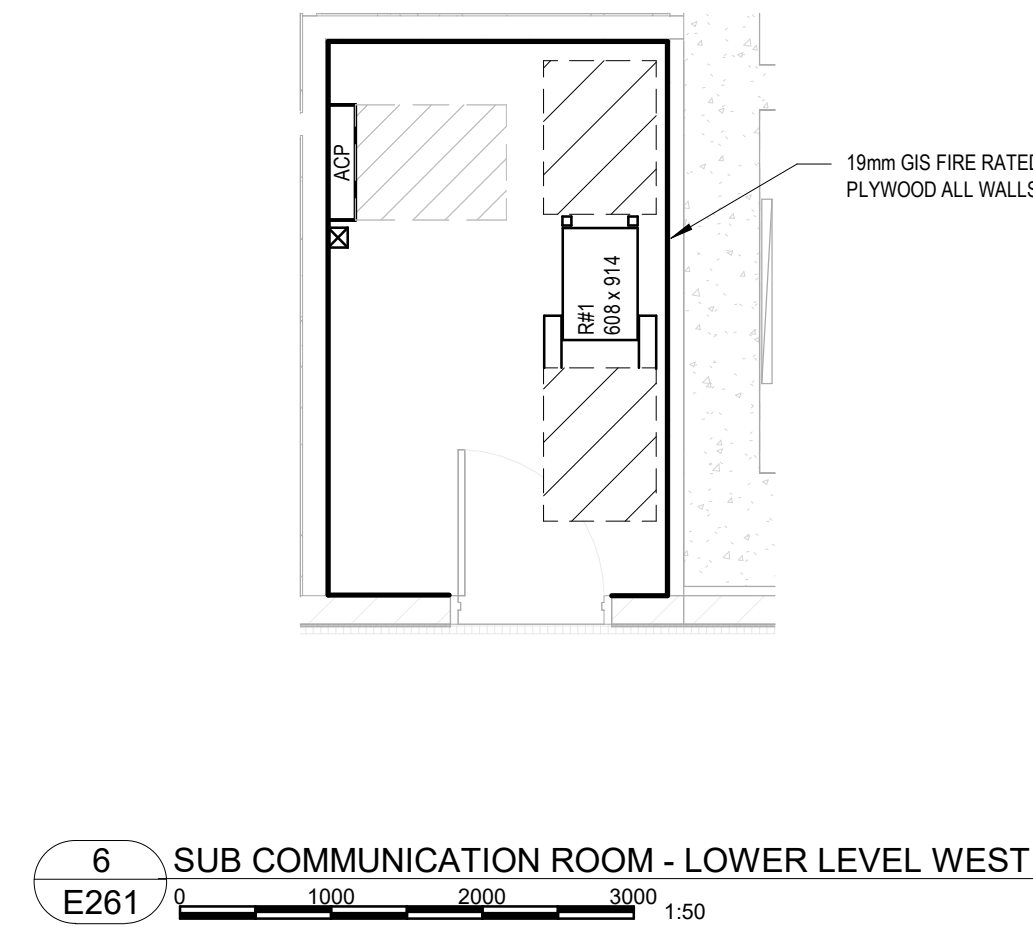 19mm GIS FIRE RATED
PLYWOOD ALL WALLS
ACP
R#1
608 x 914
6
E261
SUB COMMUNICATION ROOM - LOWER LEVEL WEST
0 1000 2000 3000 1:50